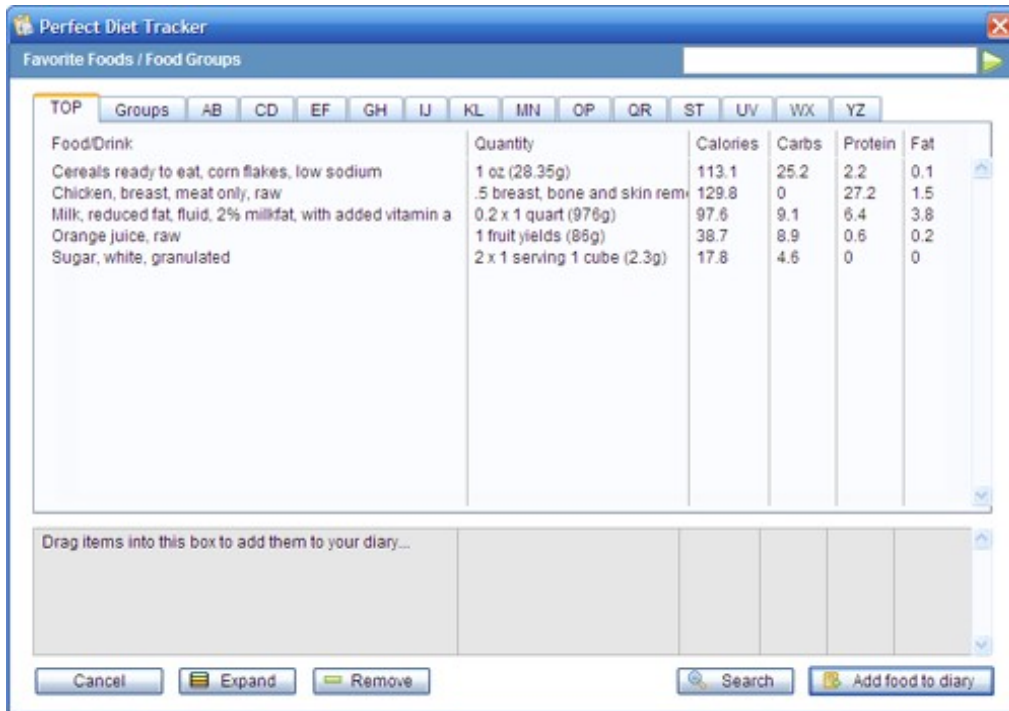 Perfect Diet Tracker
Favorite Foods / Food Groups
TOP Groups AB CD EF GH IJ KL MN OP QR ST UV WX YZ
Food/Drink Quantity Calories Carbs Protein Fat
Cereals ready to eat, corn flakes, low sodium 1 oz (28.35g) 113.1 25.2 2.2 0.1
Chicken, breast, meat only, raw .5 breast, bone and skin rem 129.8 0 27.2 1.5
Milk, reduced fat, fluid, 2% milkfat, with added vitamin a 0.2 x 1 quart (976g) 97.6 9.1 6.4 3.8
Orange juice, raw 1 fruit yields (86g) 38.7 8.9 0.6 0.2
Sugar, white, granulated 2 x 1 serving 1 cube (2.3g) 17.8 4.6 0 0
Drag items into this box to add them to your diary...
Cancel Expand Remove Search Add food to diary